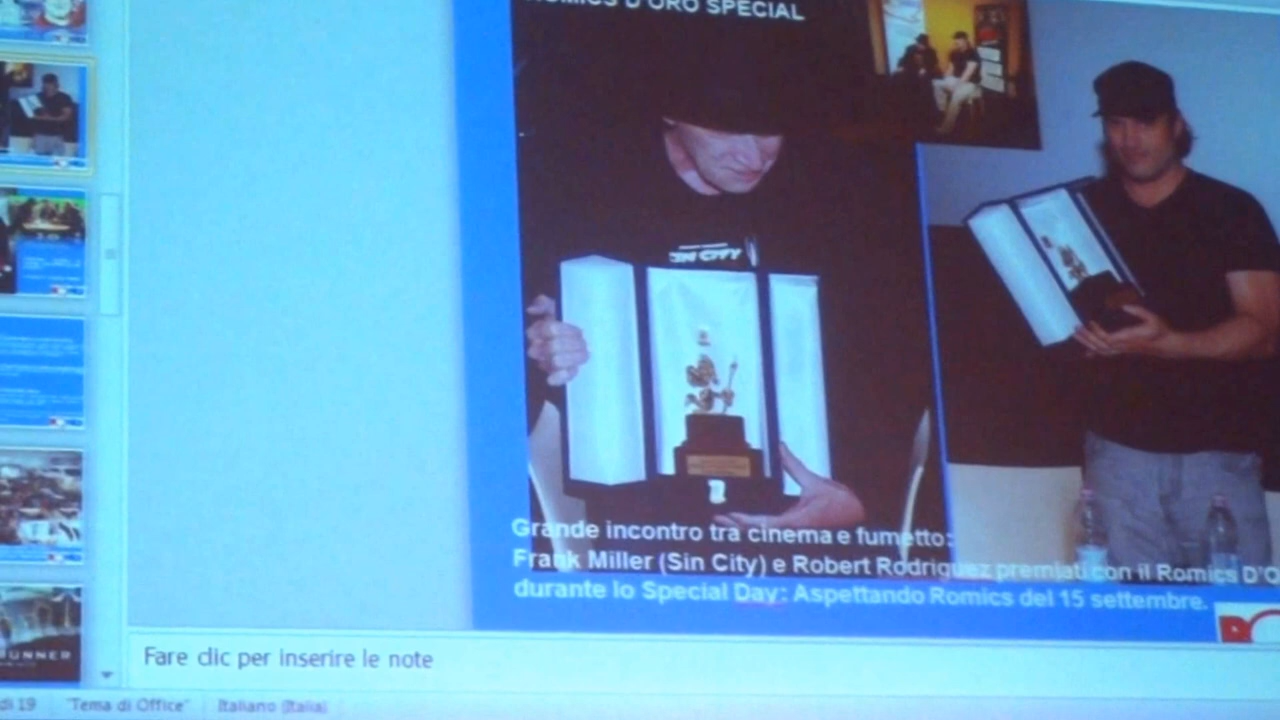 ROMICS D'ORO SPECIAL
SIN CITY
Grande incontro tra cinema e fumetto:
Frank Miller (Sin City) e Robert Rodriguez premiati con il Romics D'O
durante lo Special Day: Aspettando Romics del 15 settembre.
RUNNER
Fare clic per inserire le note
di 19 "Tema di Office" Italiano (Italia)